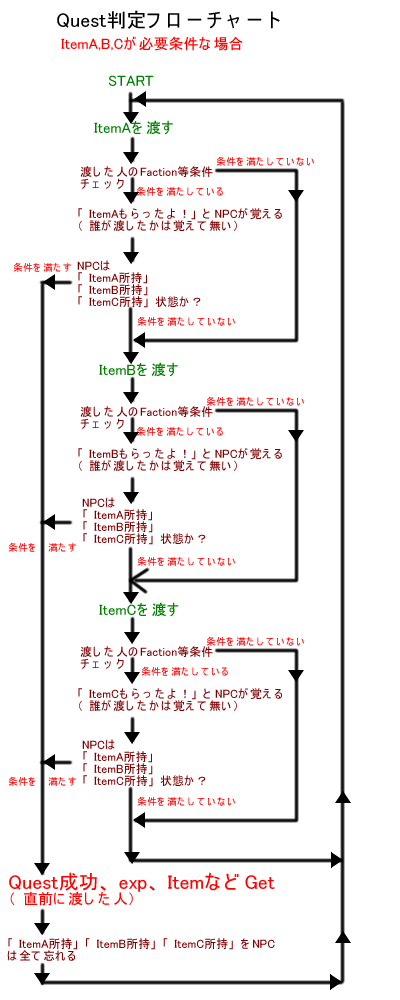 Quest判定フローチャート
ItemA,B,Cが必要条件な場合
START
ItemAを渡す
渡した人のFaction等条件
チェック
条件を満たしていない
条件を満たしている
「 ItemAもらったよ！」とNPCが覚える
（ 誰が渡したかは覚えて無い）
条件を満たす
NPCは
「 ItemA所持」
「 ItemB所持」
「 ItemC所持」状態か？
条件を満たしていない
ItemBを渡す
渡した人のFaction等条件
チェック
条件を満たしていない
条件を満たしている
「 ItemBもらったよ！」とNPCが覚える
（ 誰が渡したかは覚えて無い）
NPCは
「 ItemA所持」
「 ItemB所持」
「 ItemC所持」状態か？
条件を 満たす
条件を満たしていない
ItemCを渡す
渡した人のFaction等条件
チェック
条件を満たしていない
条件を満たしている
「 ItemCもらったよ！」とNPCが覚える
（ 誰が渡したかは覚えて無い）
NPCは
「 ItemA所持」
「 ItemB所持」
「 ItemC所持」状態か？
条件を 満たす
条件を満たしていない
Quest成功、exp、ItemなどGet
（ 直前に渡した人）
「 ItemA所持」「 ItemB所持」「 ItemC所持」をNPC
は全て忘れる